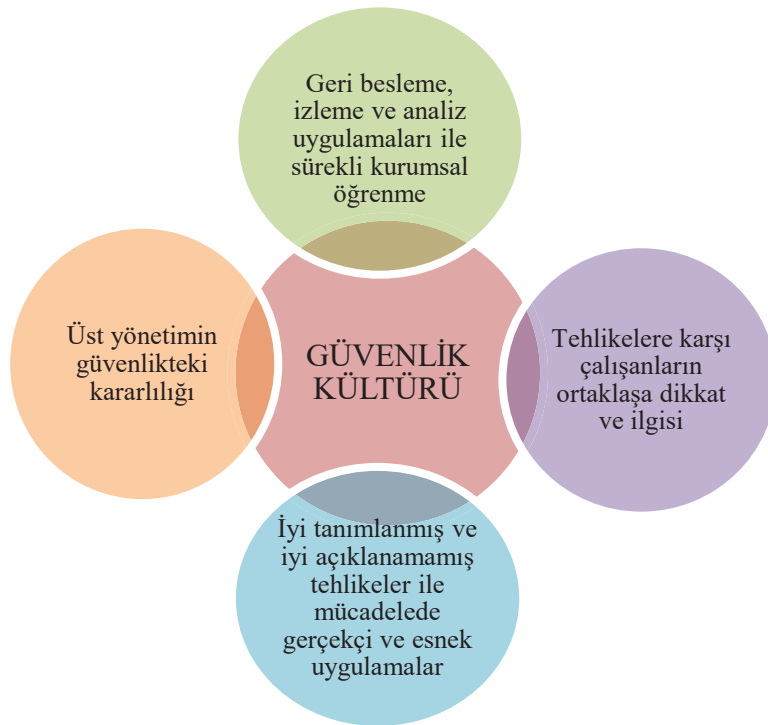 Geri besleme,
izleme ve analiz
uygulamaları ile
sürekli kurumsal
öğrenme
Üst yönetimin
güvenlikteki
kararlılığı
GÜVENLİK
KÜLTÜRÜ
Tehlikelere karşı
çalışanların
ortaklaşa dikkat
ve ilgisi
İyi tanımlanmış ve
iyi açıklanamamış
tehlikeler ile
mücadelede
gerçekçi ve esnek
uygulamalar